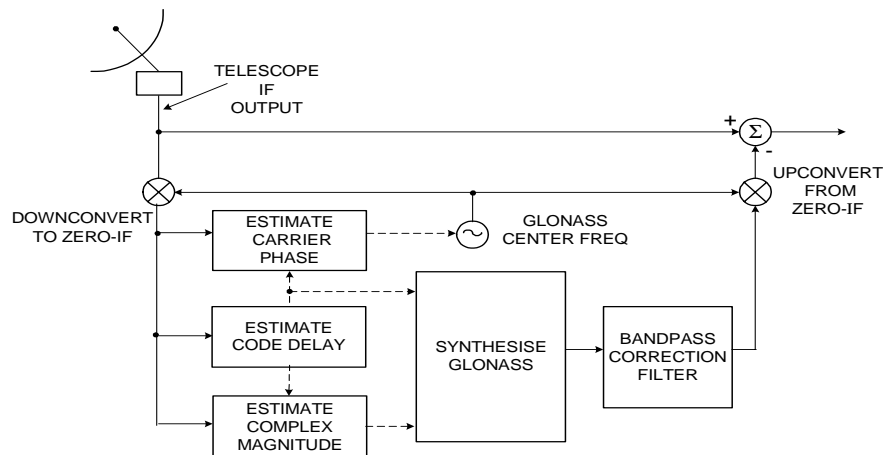 TELESCOPE
IF
OUTPUT
+
Σ
-
DOWNCONVERT
TO ZERO-IF
UPCONVERT
FROM
ZERO-IF
ESTIMATE
CARRIER
PHASE
GLONASS
CENTER FREQ
ESTIMATE
CODE DELAY
SYNTHESISE
GLONASS
BANDPASS
CORRECTION
FILTER
ESTIMATE
COMPLEX
MAGNITUDE